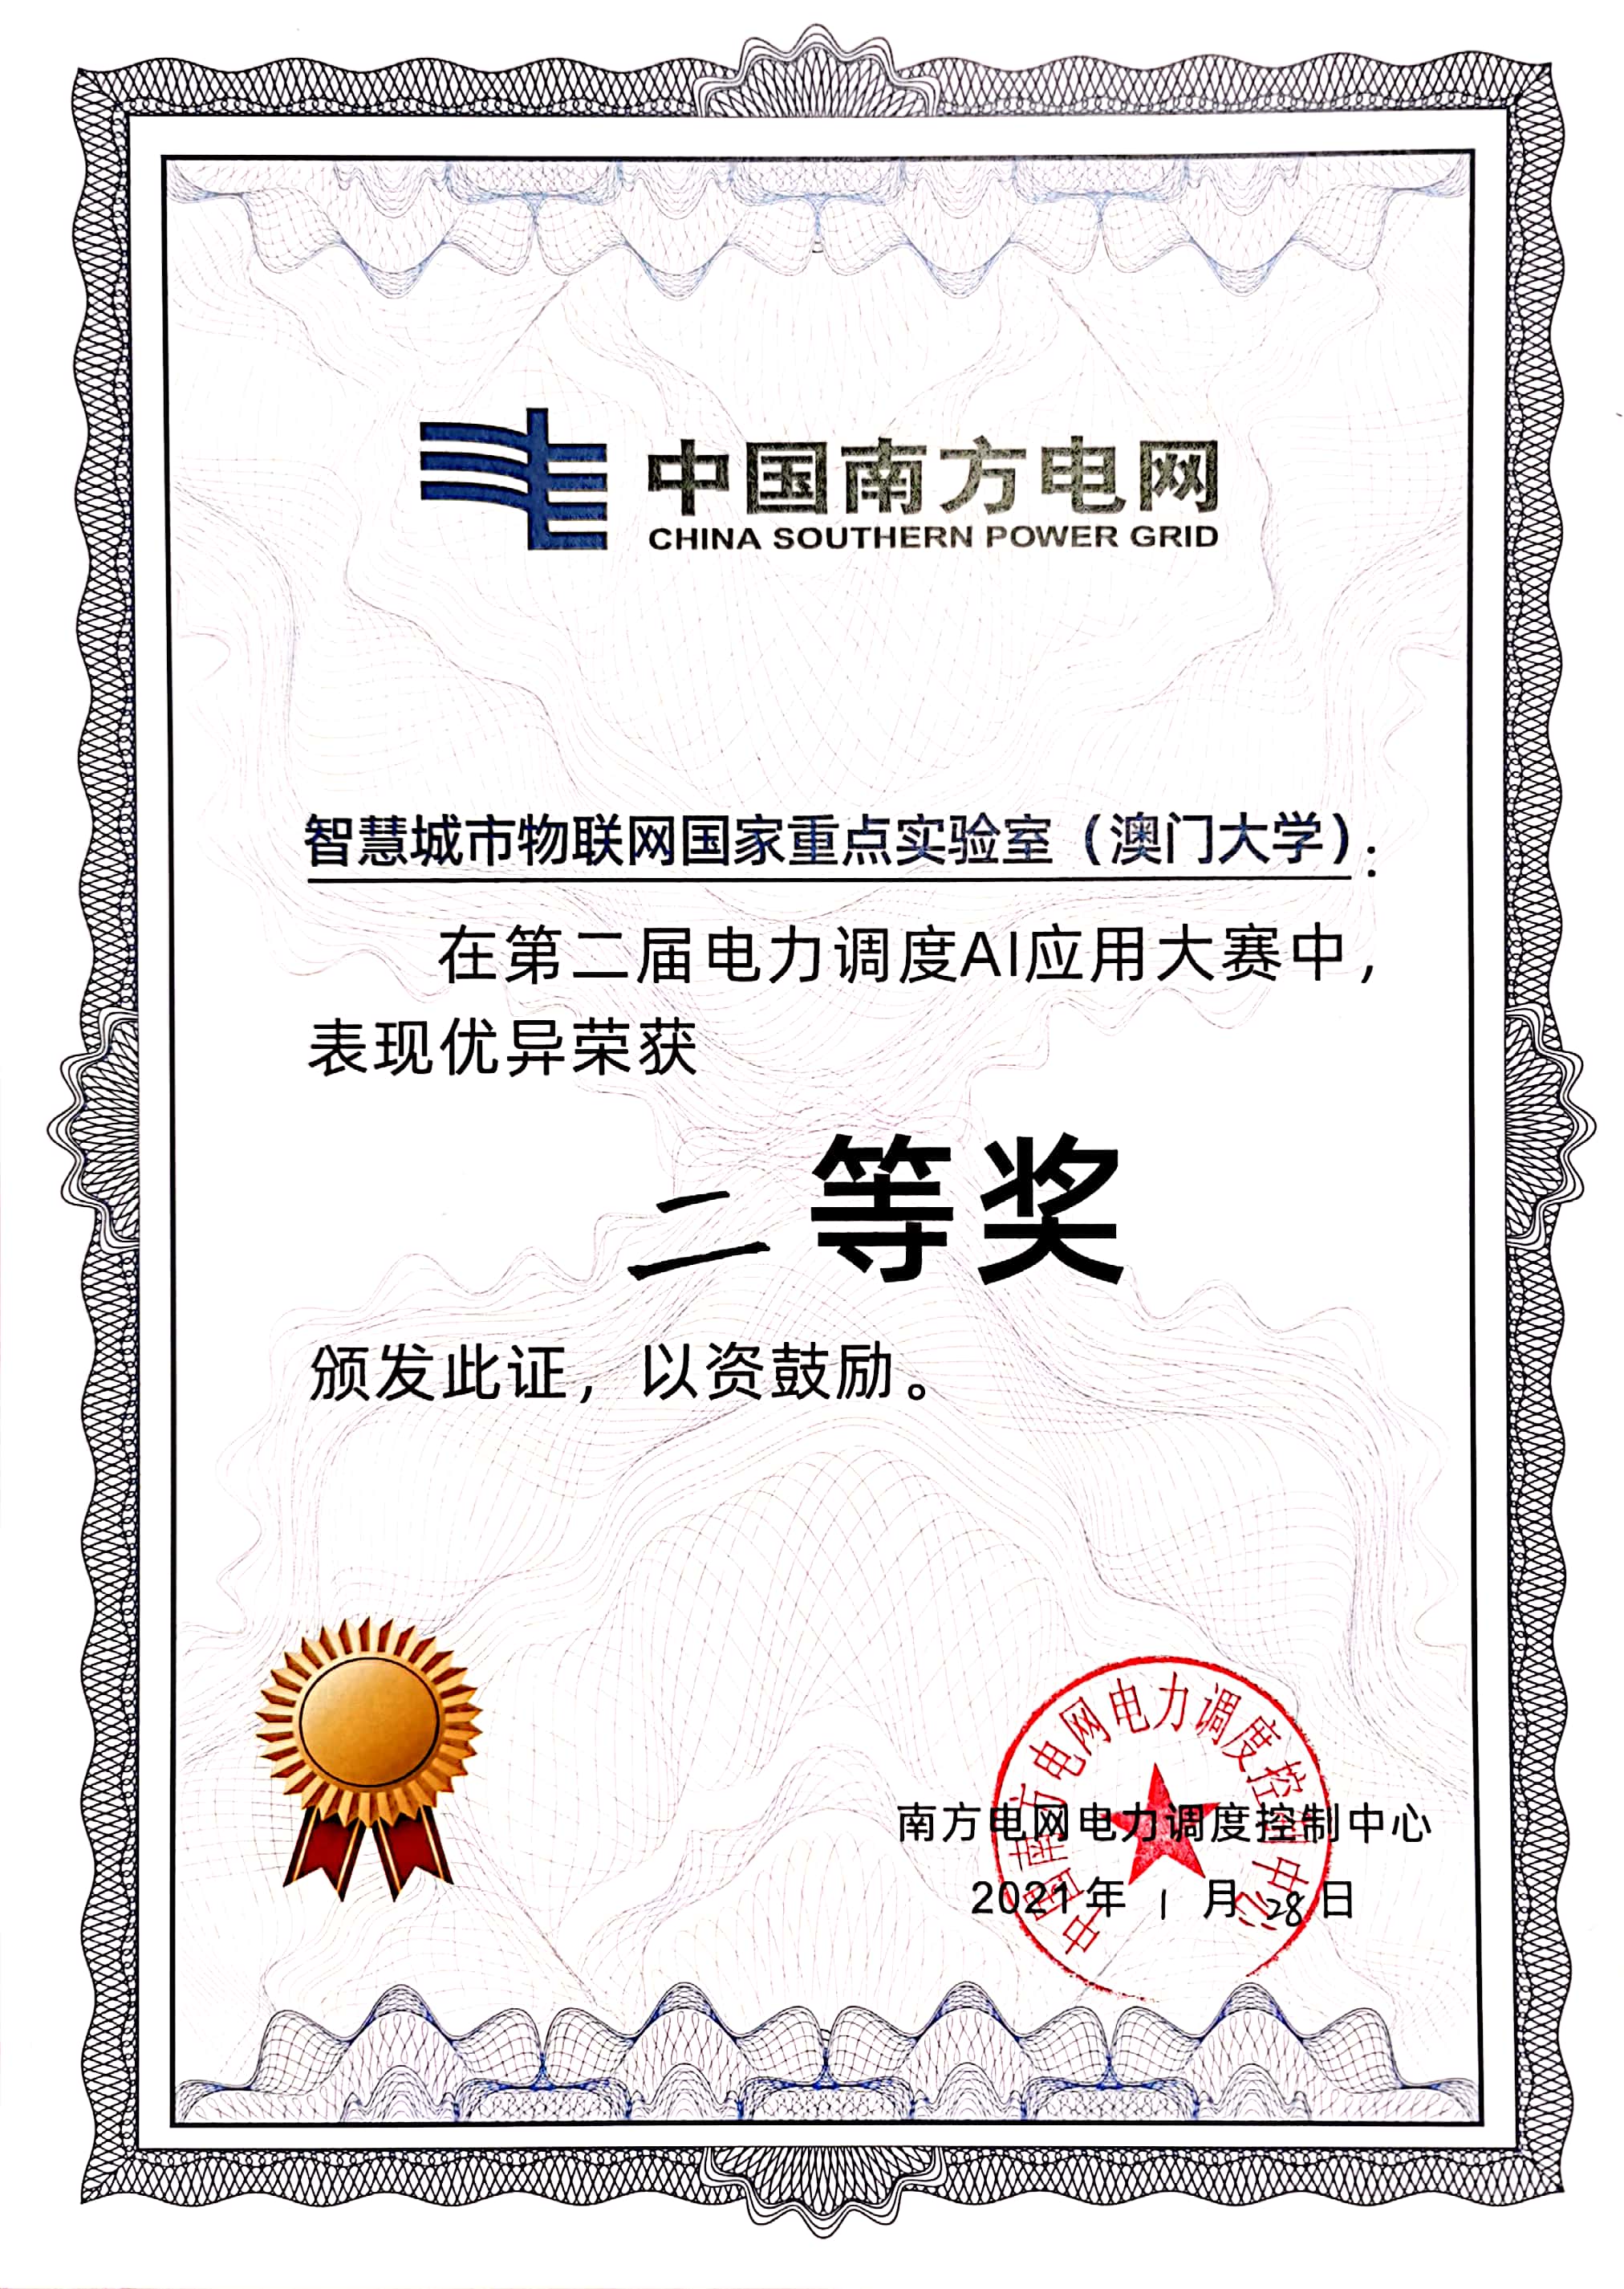 中国南方电网
CHINA SOUTHERN POWER GRID
智慧城市物联网国家重点实验室（澳门大学）：
在第二届电力调度AI应用大赛中，
表现优异荣获
二等奖
颁发此证，以资鼓励。
中国南方电网电力调度控制中心
南方电网电力调度控制中心
2021年 1 月 28 日